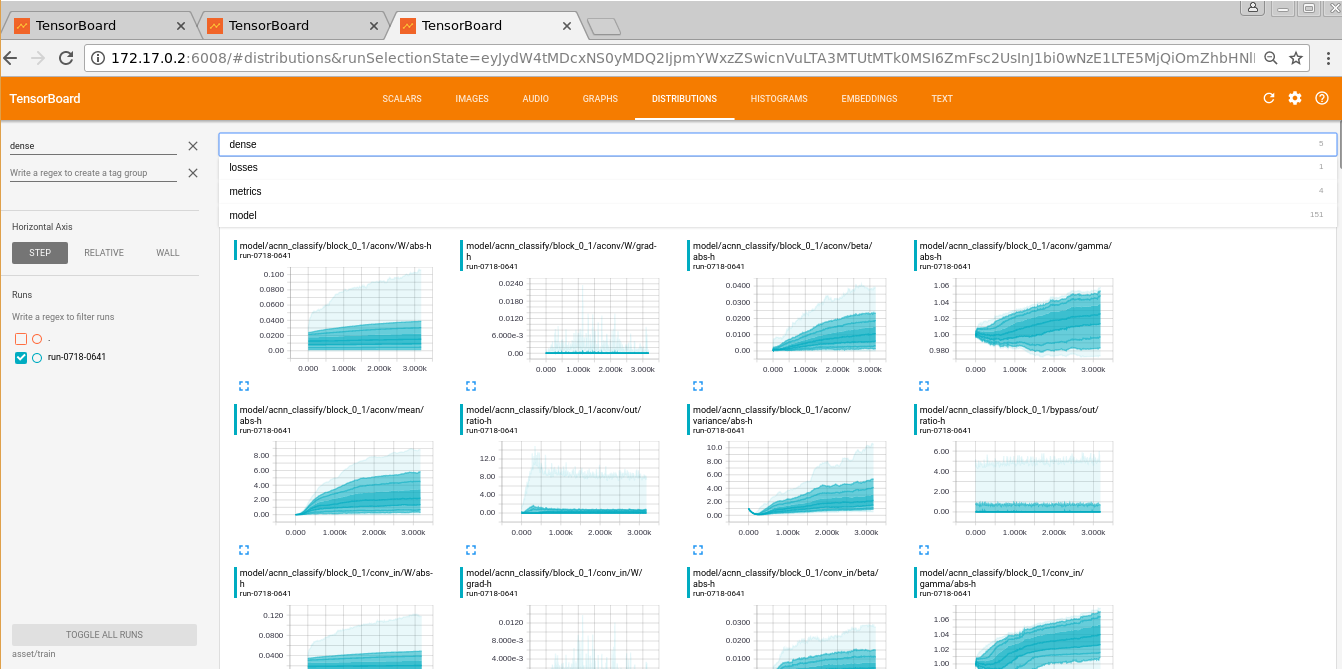 TensorBoard
TensorBoard
TensorBoard
172.17.0.2:6008/#distributions&runSelectionState=eyJydW4tMDcxNS0yMDQ2IjpmYWxzZSwicnVuLTA3MTUtMTk0MSI6ZmFsc2UsInJ1bi0wNzE1LTE5MjQiOmZhbHNl
TensorBoard SCALARS IMAGES AUDIO GRAPHS DISTRIBUTIONS HISTOGRAMS EMBEDDINGS TEXT
dense
Write a regex to create a tag group
Horizontal Axis
STEP RELATIVE WALL
Runs
Write a regex to filter runs
.
run-0718-0641
TOGGLE ALL RUNS
asset/train
dense 5
losses 1
metrics 4
model 151
model/acnn_classify/block_0_1/aconv/W/abs-h
run-0718-0641
0.100
0.0800
0.0600
0.0400
0.0200
0.00
0.000 1.000k 2.000k 3.000k
model/acnn_classify/block_0_1/aconv/W/grad-
h
run-0718-0641
0.0240
0.0180
0.0120
6.000e-3
0.00
0.000 1.000k 2.000k 3.000k
model/acnn_classify/block_0_1/aconv/beta/
abs-h
run-0718-0641
0.0400
0.0300
0.0200
0.0100
0.00
0.000 1.000k 2.000k 3.000k
model/acnn_classify/block_0_1/aconv/gamma/
abs-h
run-0718-0641
1.06
1.04
1.02
1.00
0.980
0.000 1.000k 2.000k 3.000k
model/acnn_classify/block_0_1/aconv/mean/
abs-h
run-0718-0641
8.00
6.00
4.00
2.00
0.00
0.000 1.000k 2.000k 3.000k
model/acnn_classify/block_0_1/aconv/out/
ratio-h
run-0718-0641
12.0
8.00
4.00
0.00
0.000 1.000k 2.000k 3.000k
model/acnn_classify/block_0_1/aconv/
variance/abs-h
run-0718-0641
10.0
8.00
6.00
4.00
2.00
0.00
0.000 1.000k 2.000k 3.000k
model/acnn_classify/block_0_1/bypass/out/
ratio-h
run-0718-0641
6.00
4.00
2.00
0.00
0.000 1.000k 2.000k 3.000k
model/acnn_classify/block_0_1/conv_in/W/abs-
h
run-0718-0641
0.120
0.0800
0.0400
model/acnn_classify/block_0_1/conv_in/W/
grad-h
run-0718-0641
0.0120
8.000e-3
4.000e-3
model/acnn_classify/block_0_1/conv_in/beta/
abs-h
run-0718-0641
0.0300
0.0200
0.0100
model/acnn_classify/block_0_1/conv_in/
gamma/abs-h
run-0718-0641
1.06
1.04
1.02
1.00